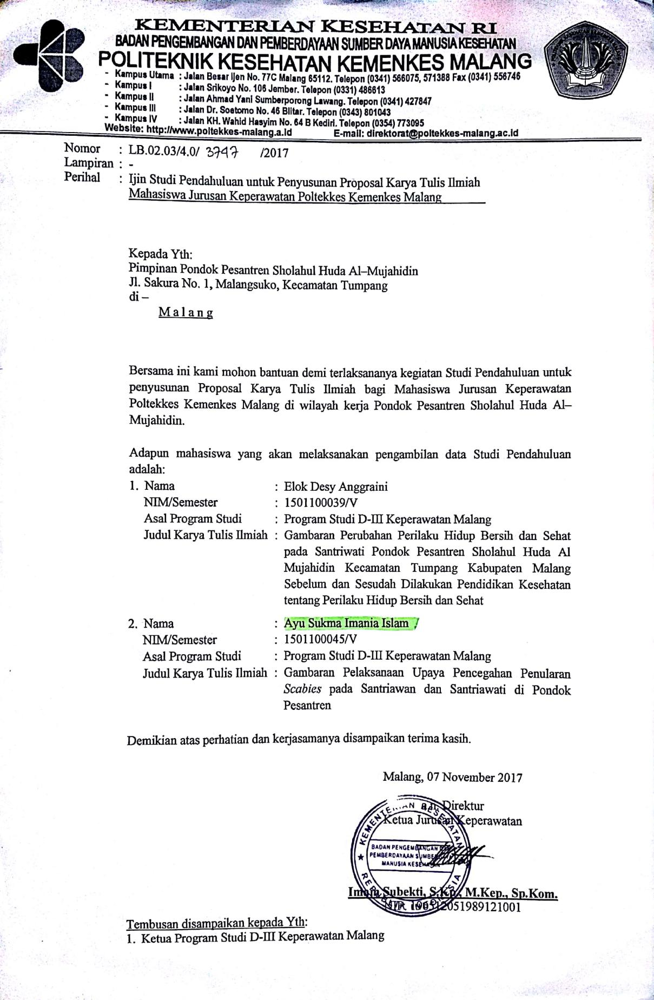 KEMENTERIAN KESEHATAN RI
BADAN PENGEMBANGAN DAN PEMBERDAYAAN SUMBER DAYA MANUSIA KESEHATAN
POLITEKNIK KESEHATAN KEMENKES MALANG
- Kampus Utama : Jalan Besar Ijen No. 77C Malang 65112. Telepon (0341) 566075, 571388 Fax (0341) 556746
- Kampus I : Jalan Srikoyo No. 106 Jember. Telepon (0331) 486613
- Kampus II : Jalan Ahmad Yani Sumberporong Lawang. Telepon (0341) 427847
- Kampus III : Jalan Dr. Soetomo No. 46 Blitar. Telepon (0343) 801043
- Kampus IV : Jalan KH. Wahid Hasyim No. 64 B Kediri. Telepon (0354) 773095
Website: http://www.poltekkes-malang.a.id E-mail: direktorat@poltekkes-malang.ac.id
Nomor : LB.02.03/4.0/ 3747 /2017
Lampiran : -
Perihal : Ijin Studi Pendahuluan untuk Penyusunan Proposal Karya Tulis Ilmiah
Mahasiswa Jurusan Keperawatan Poltekkes Kemenkes Malang
Kepada Yth:
Pimpinan Pondok Pesantren Sholahul Huda Al–Mujahidin
Jl. Sakura No. 1, Malangsuko, Kecamatan Tumpang
di –
M a l a n g
Bersama ini kami mohon bantuan demi terlaksananya kegiatan Studi Pendahuluan untuk
penyusunan Proposal Karya Tulis Ilmiah bagi Mahasiswa Jurusan Keperawatan
Poltekkes Kemenkes Malang di wilayah kerja Pondok Pesantren Sholahul Huda Al–
Mujahidin.
Adapun mahasiswa yang akan melaksanakan pengambilan data Studi Pendahuluan
adalah:
1. Nama : Elok Desy Anggraini
NIM/Semester : 1501100039/V
Asal Program Studi : Program Studi D-III Keperawatan Malang
Judul Karya Tulis Ilmiah : Gambaran Perubahan Perilaku Hidup Bersih dan Sehat
pada Santriwati Pondok Pesantren Sholahul Huda Al
Mujahidin Kecamatan Tumpang Kabupaten Malang
Sebelum dan Sesudah Dilakukan Pendidikan Kesehatan
tentang Perilaku Hidup Bersih dan Sehat
2. Nama : Ayu Sukma Imania Islam
NIM/Semester : 1501100045/V
Asal Program Studi : Program Studi D-III Keperawatan Malang
Judul Karya Tulis Ilmiah : Gambaran Pelaksanaan Upaya Pencegahan Penularan
Scabies pada Santriawan dan Santriawati di Pondok
Pesantren
Demikian atas perhatian dan kerjasamanya disampaikan terima kasih.
Malang, 07 November 2017
a.n. Direktur
Ketua Jurusan Keperawatan
KEMENTERIAN KESEHATAN
BADAN PENGEMBANGAN
PEMBERDAYAAN SUMBER
MANUSIA KESEHATAN
REPUBLIK INDONESIA
Imam Subekti, S.Kp., M.Kep., Sp.Kom.
NIP. 196512051989121001
Tembusan disampaikan kepada Yth:
1. Ketua Program Studi D-III Keperawatan Malang